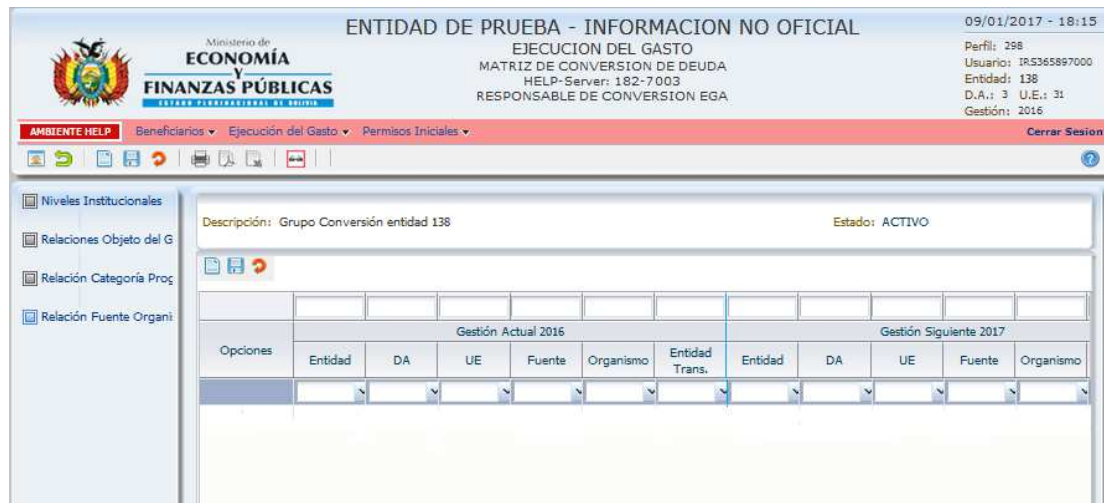 ENTIDAD DE PRUEBA - INFORMACION NO OFICIAL
EJECUCION DEL GASTO
MATRIZ DE CONVERSION DE DEUDA
HELP-Server: 182-7003
RESPONSABLE DE CONVERSION EGA
Ministerio de
ECONOMÍA
Y
FINANZAS PÚBLICAS
ESTADO PLURINACIONAL DE BOLIVIA
09/01/2017 - 18:15
Perfil: 298
Usuario: IRS365897000
Entidad: 138
D.A.: 3 U.E.: 31
Gestión: 2016
AMBIENTE HELP Beneficiarios Ejecución del Gasto Permisos Iniciales Cerrar Sesion
Niveles Institucionales
Relaciones Objeto del G
Relación Categoría Prog
Relación Fuente Organi
Descripción: Grupo Conversión entidad 138 Estado: ACTIVO
Gestión Actual 2016 Gestión Siguiente 2017
Opciones Entidad DA UE Fuente Organismo Entidad Trans. Entidad DA UE Fuente Organismo